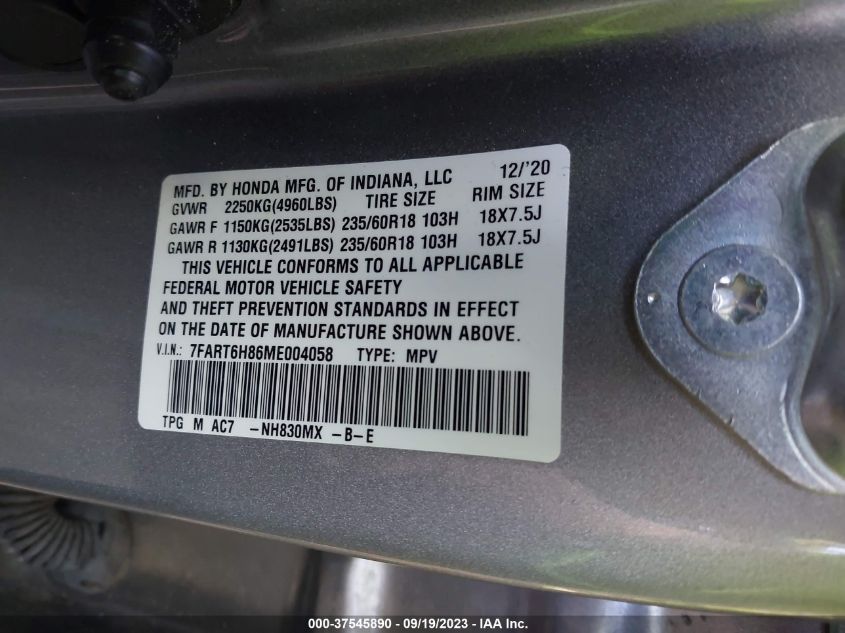 MFD. BY HONDA MFG. OF INDIANA, LLC 12/'20
GVWR 2250KG(4960LBS) TIRE SIZE RIM SIZE
GAWR F 1150KG(2535LBS) 235/60R18 103H 18X7.5J
GAWR R 1130KG(2491LBS) 235/60R18 103H 18X7.5J
THIS VEHICLE CONFORMS TO ALL APPLICABLE
FEDERAL MOTOR VEHICLE SAFETY
AND THEFT PREVENTION STANDARDS IN EFFECT
ON THE DATE OF MANUFACTURE SHOWN ABOVE.
V.I.N.: 7FART6H86ME004058 TYPE: MPV
TPG M AC7 -NH830MX -B-E
000-37545890 - 09/19/2023 - IAA Inc.